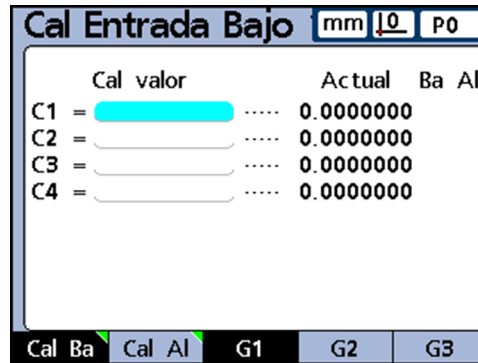 Cal Entrada Bajo mm 0 P0
Cal valor Actual Ba Al
C1 = ..... 0.0000000
C2 = ..... 0.0000000
C3 = ..... 0.0000000
C4 = ..... 0.0000000
Cal Ba Cal Al G1 G2 G3